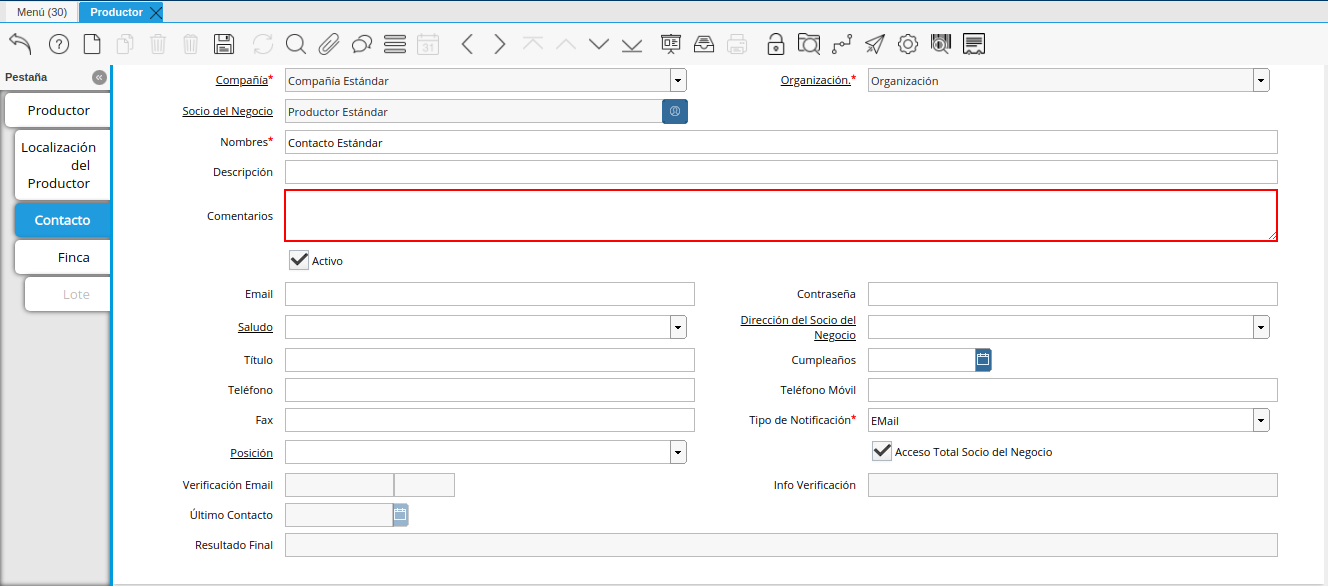 Menú (30)
Productor
Pestaña
Productor
Localización
del
Productor
Contacto
Finca
Lote
31
Compañía*
Compañía Estándar
Organización.*
Organización
Socio del Negocio
Productor Estándar
Nombres*
Contacto Estándar
Descripción
Comentarios
Activo
Email
Contraseña
Saludo
Dirección del Socio del
Negocio
Título
Cumpleaños
Teléfono
Teléfono Móvil
Fax
Tipo de Notificación*
EMail
Posición
Acceso Total Socio del Negocio
Verificación Email
Info Verificación
Último Contacto
Resultado Final